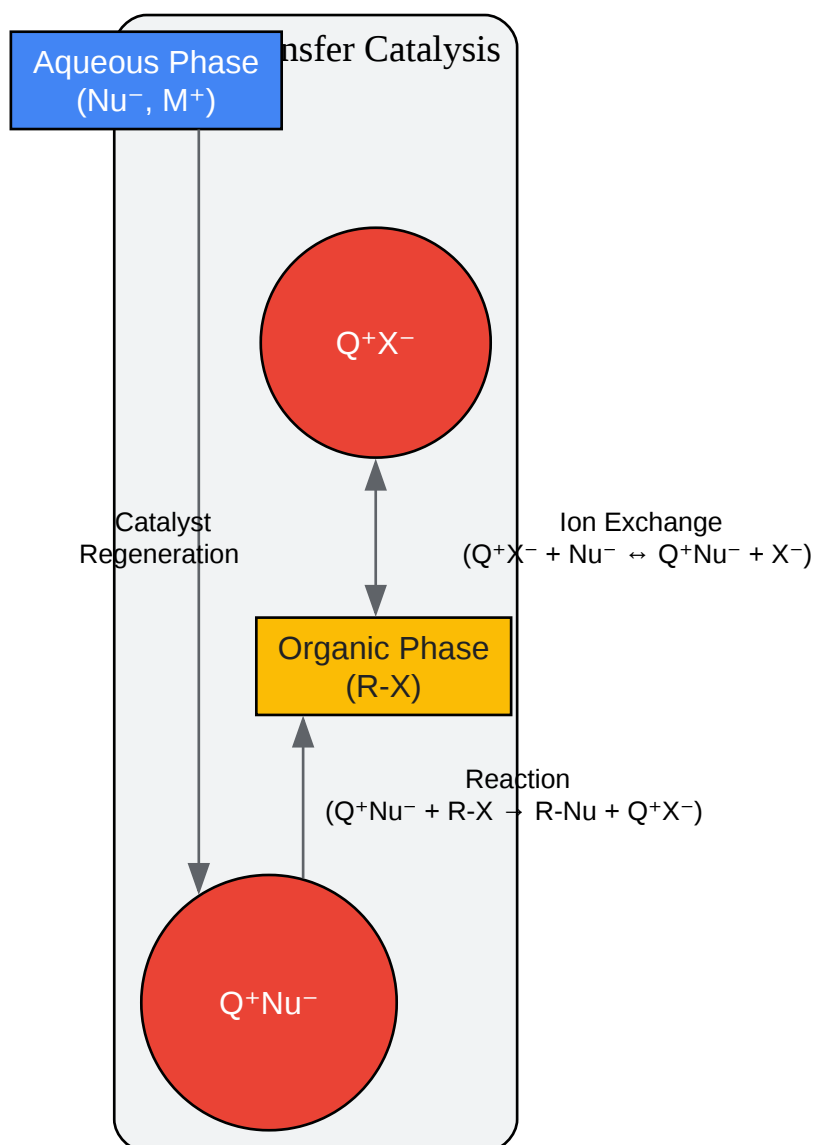 nsfer Catalysis
Aqueous Phase
(Nu⁻, M⁺)
Q⁺X⁻
Catalyst
Regeneration
Ion Exchange
(Q⁺X⁻ + Nu⁻ ↔ Q⁺Nu⁻ + X⁻)
Organic Phase
(R-X)
Reaction
(Q⁺Nu⁻ + R-X → R-Nu + Q⁺X⁻)
Q⁺Nu⁻